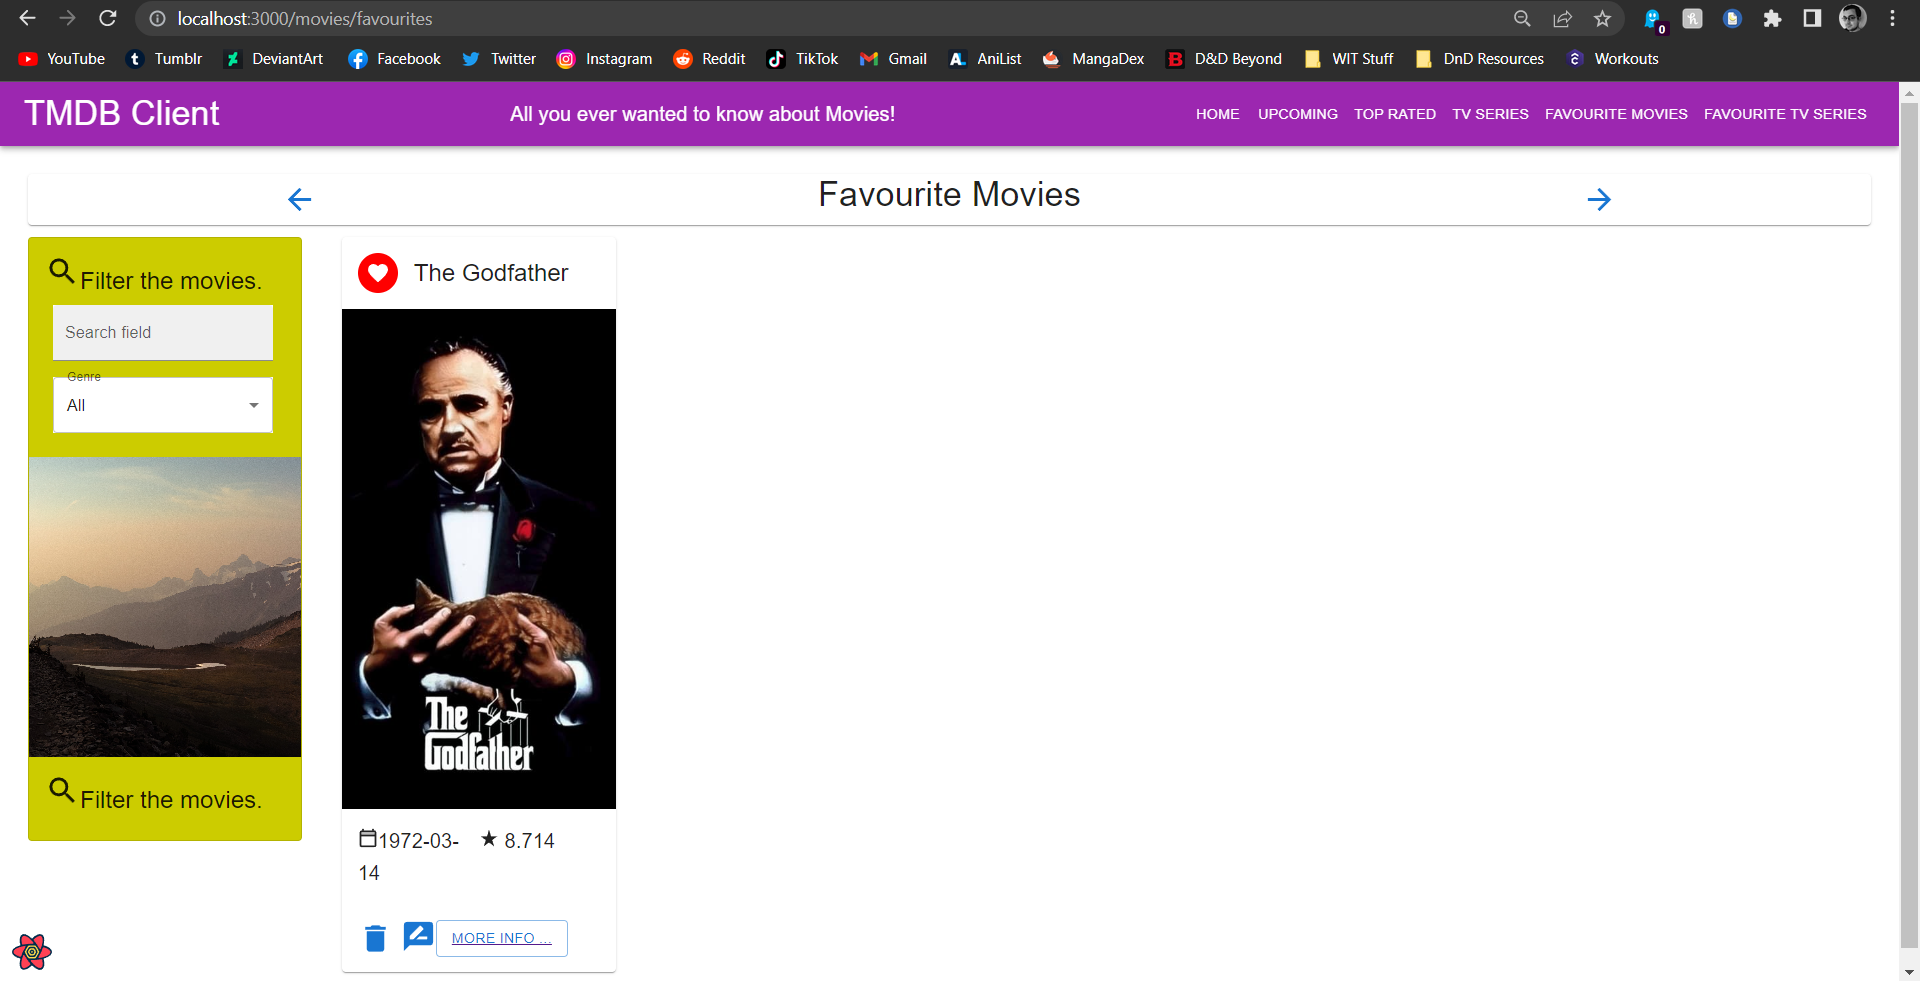 localhost:3000/movies/favourites
0
YouTube Tumblr DeviantArt Facebook Twitter Instagram Reddit TikTok Gmail AniList MangaDex D&D Beyond WIT Stuff DnD Resources Workouts
TMDB Client
All you ever wanted to know about Movies!
HOME UPCOMING TOP RATED TV SERIES FAVOURITE MOVIES FAVOURITE TV SERIES
Favourite Movies
Filter the movies.
Search field
Genre
All
Filter the movies.
The Godfather
The
Godfather
1972-03-
14
8.714
MORE INFO ...